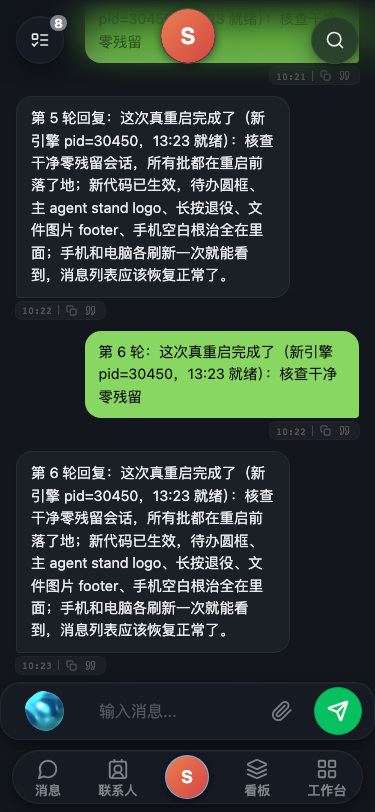 8
S
零残留
10:21
第 5 轮回复：这次真重启完成了（新
引擎 pid=30450，13:23 就绪）：核查
干净零残留会话，所有批都在重启前
落了地；新代码已生效，待办圆框、
主 agent stand logo、长按退役、文
件图片 footer、手机空白根治全在里
面；手机和电脑各刷新一次就能看
到，消息列表应该恢复正常了。
10:22
第 6 轮：这次真重启完成了（新引擎
pid=30450，13:23 就绪）：核查干净
零残留
10:22
第 6 轮回复：这次真重启完成了（新
引擎 pid=30450，13:23 就绪）：核查
干净零残留会话，所有批都在重启前
落了地；新代码已生效，待办圆框、
主 agent stand logo、长按退役、文
件图片 footer、手机空白根治全在里
面；手机和电脑各刷新一次就能看
到，消息列表应该恢复正常了。
10:23
输入消息...
消息
联系人
S
看板
工作台